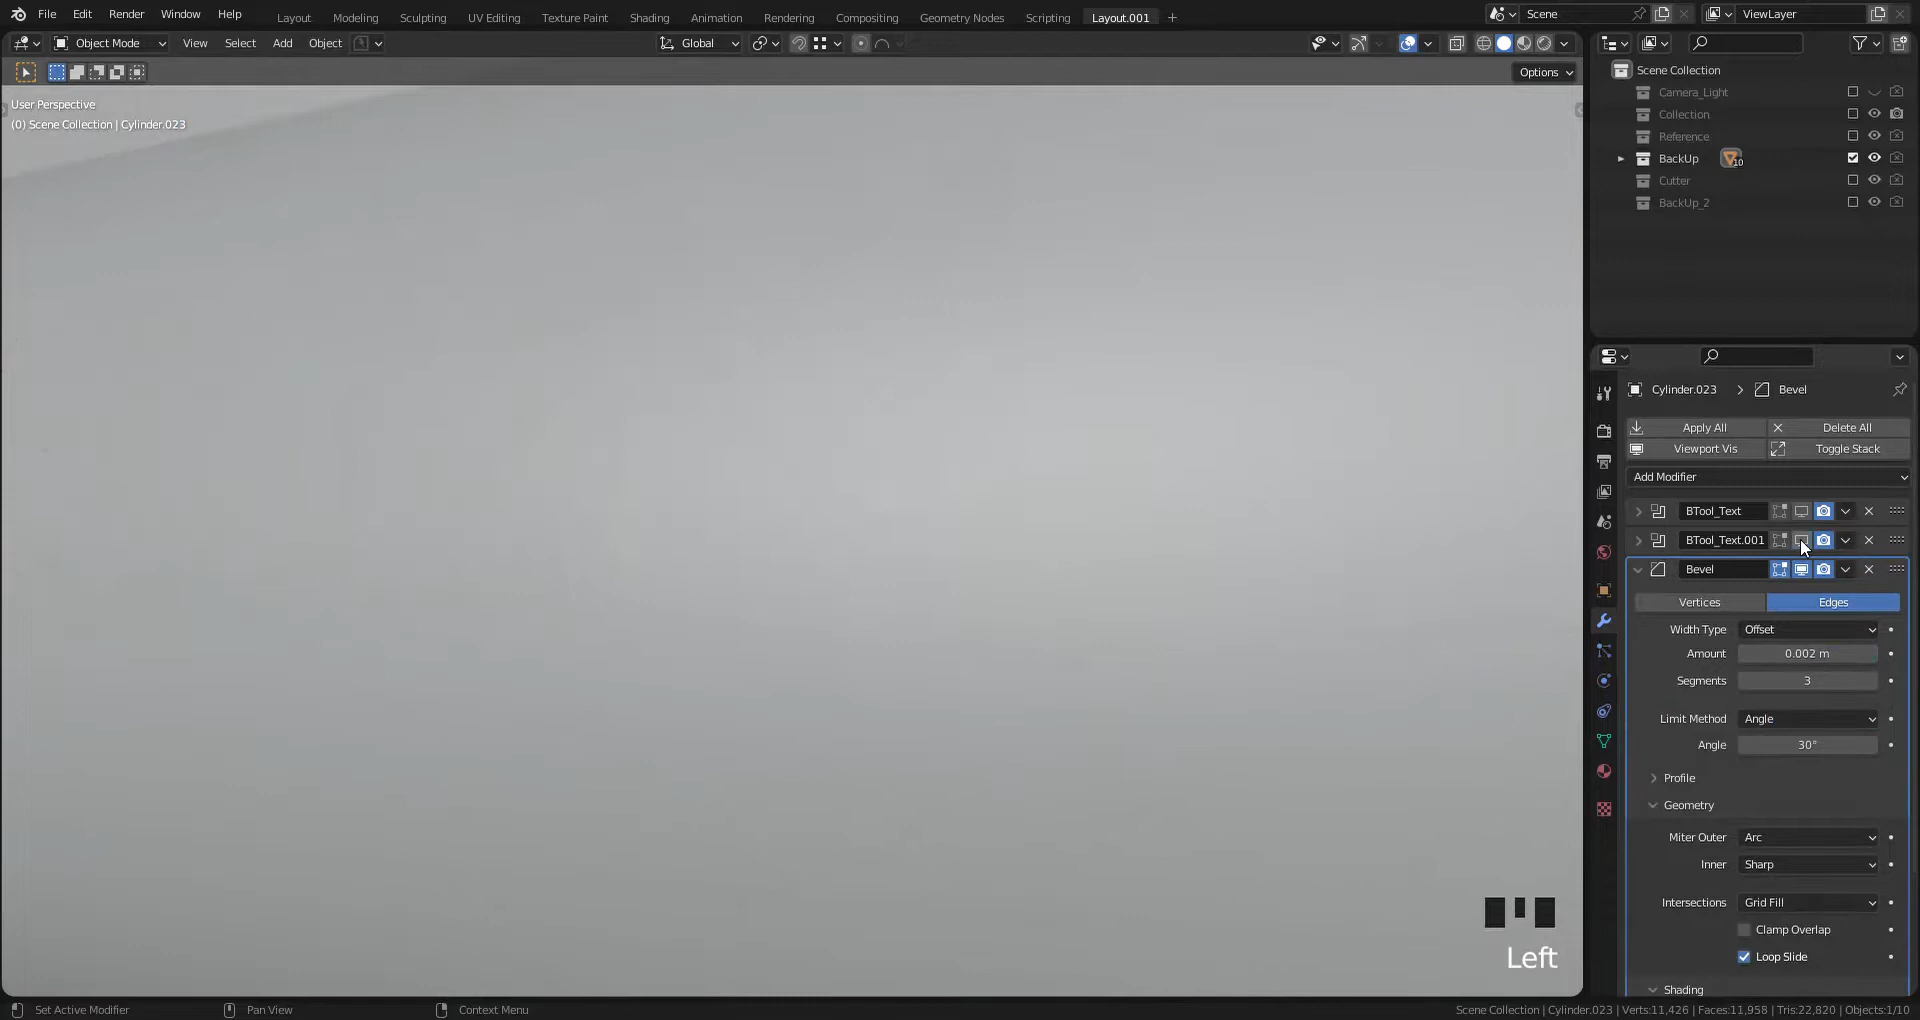 File Edit Render Window Help Layout Modeling Sculpting UV Editing Texture Paint Shading Animation Rendering Compositing Geometry Nodes Scripting Layout.001 + Scene ViewLayer
Object Mode View Select Add Object Global
Options
User Perspective
(0) Scene Collection | Cylinder.023
Scene Collection
Camera_Light
Collection
Reference
BackUp 10
Cutter
BackUp_2
Cylinder.023 > Bevel
Apply All Delete All
Viewport Vis Toggle Stack
Add Modifier
BTool_Text
BTool_Text.001
Bevel
Vertices Edges
Width Type Offset
Amount 0.002 m
Segments 3
Limit Method Angle
Angle 30°
Profile
Geometry
Miter Outer Arc
Inner Sharp
Intersections Grid Fill
Clamp Overlap
Loop Slide
Shading
Left
Set Active Modifier Pan View Context Menu Scene Collection | Cylinder.023 | Verts:11,426 | Faces:11,958 | Tris:22,820 | Objects:1/10